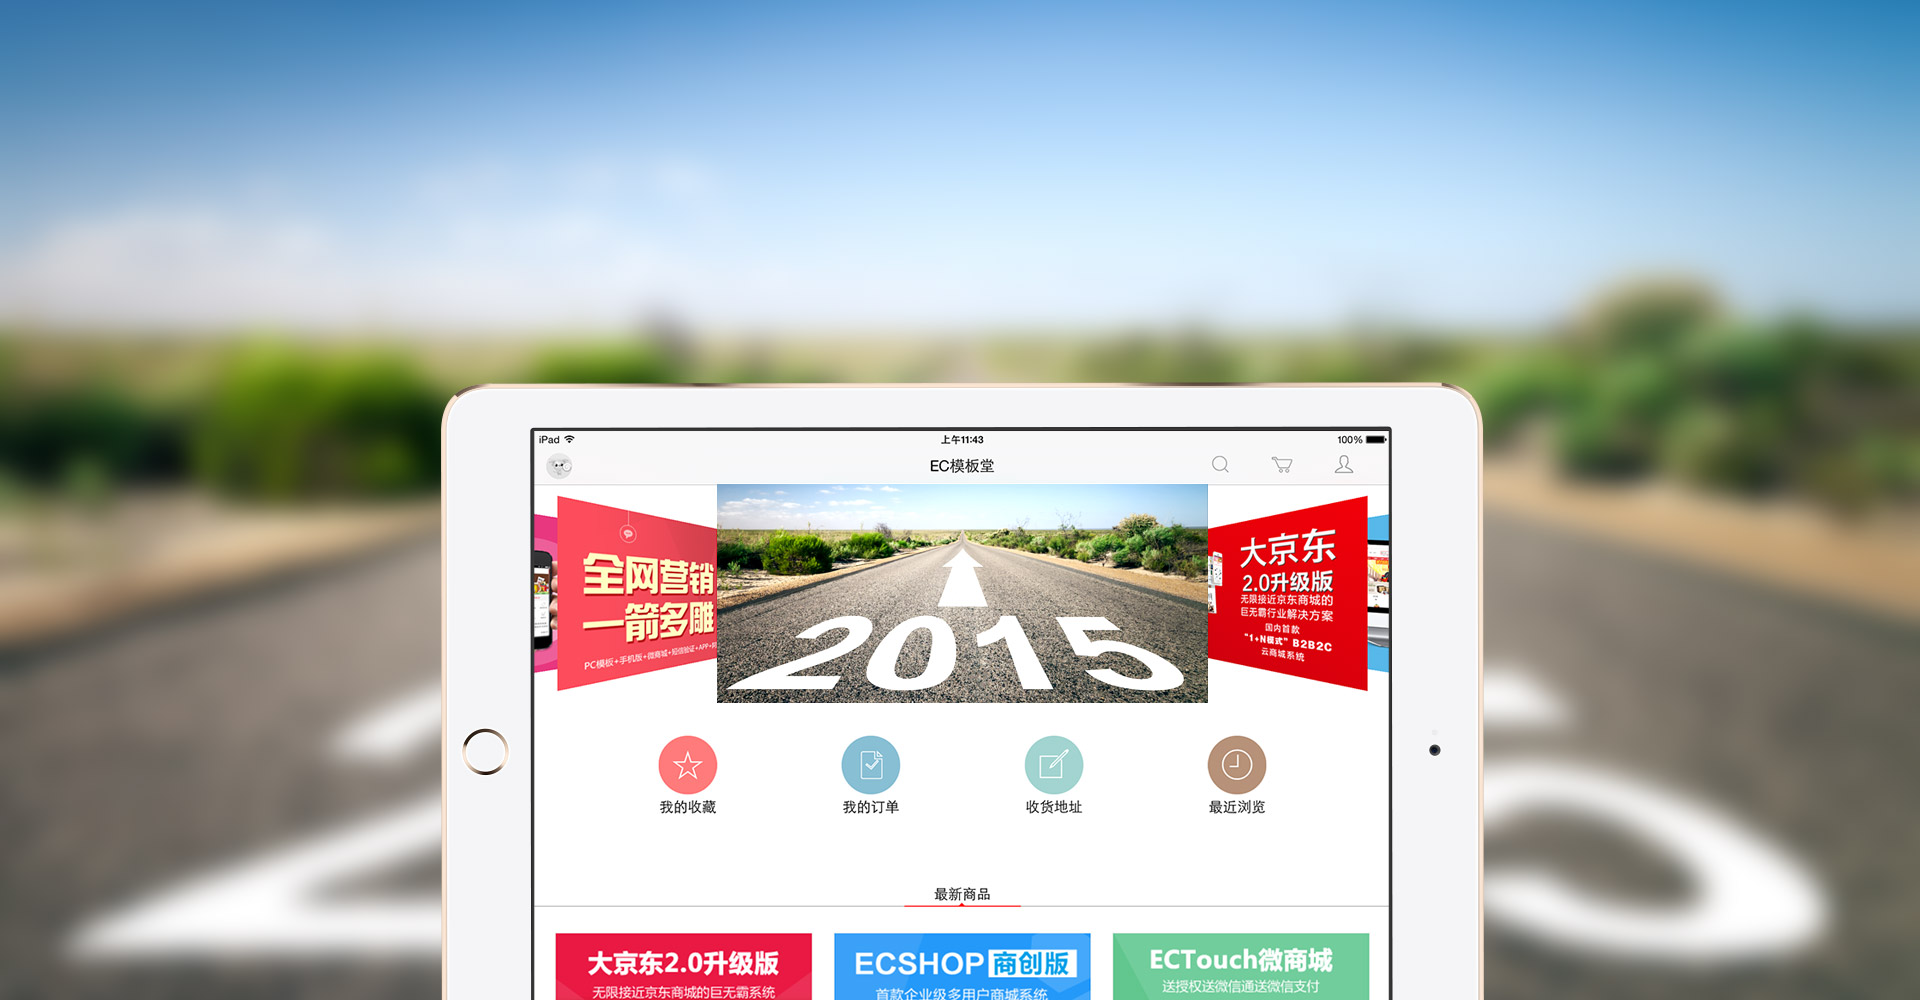 iPad
上午11:43
100%
EC模板堂
全网营销
一箭多雕
PC模板+手机版+微商城+短信验证+APP+
2015
大京东
2.0升级版
无限接近京东商城的
巨无霸行业解决方案
国内首款
"1+N模式" B2B2C
云商城系统
我的收藏
我的订单
收货地址
最近浏览
最新商品
大京东2.0升级版
无限接近京东商城的巨无霸系统
ECSHOP 商创版
首款企业级多用户商城系统
ECTouch微商城
送授权送微信通送微信支付